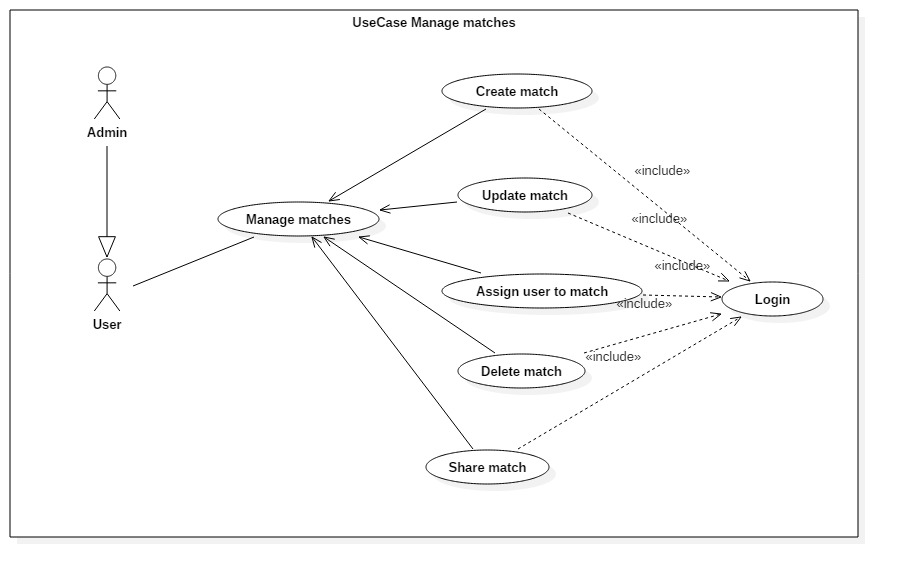 UseCase Manage matches
Create match
Admin
«include»
Update match
Manage matches
«include»
«include»
Assign user to match
Login
«include»
User
«include»
Delete match
Share match